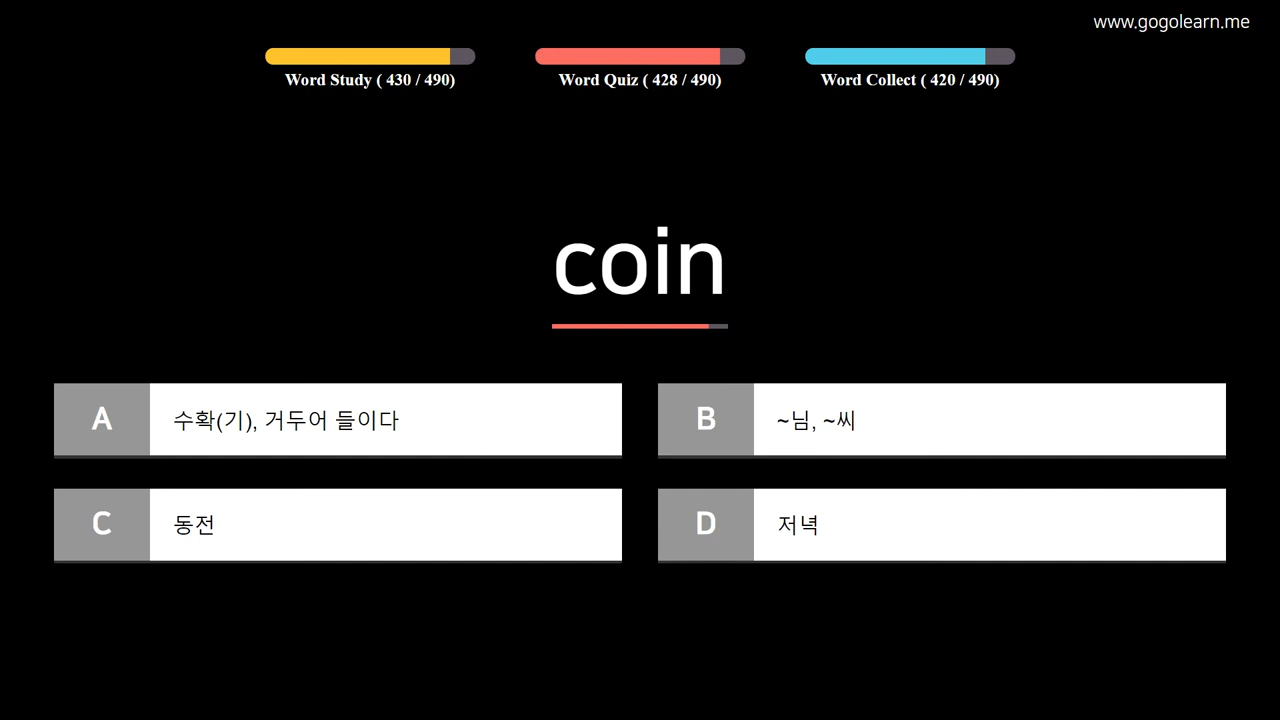 www.gogolearn.me
Word Study ( 430 / 490)
Word Quiz ( 428 / 490)
Word Collect ( 420 / 490)
coin
A 수확(기), 거두어 들이다
B ~님, ~씨
C 동전
D 저녁